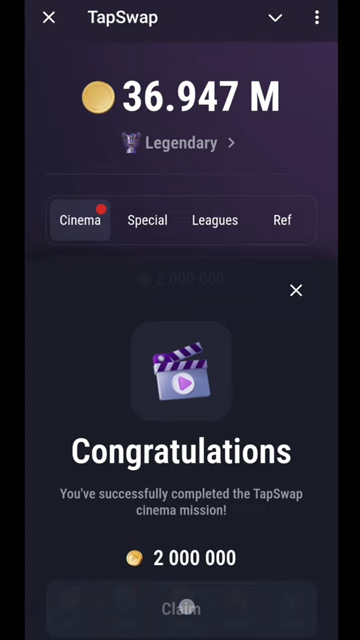 TapSwap
36.947 M
Legendary
Cinema
Special
Leagues
Ref
2 000 000
Congratulations
You've successfully completed the TapSwap
cinema mission!
2 000 000
Claim